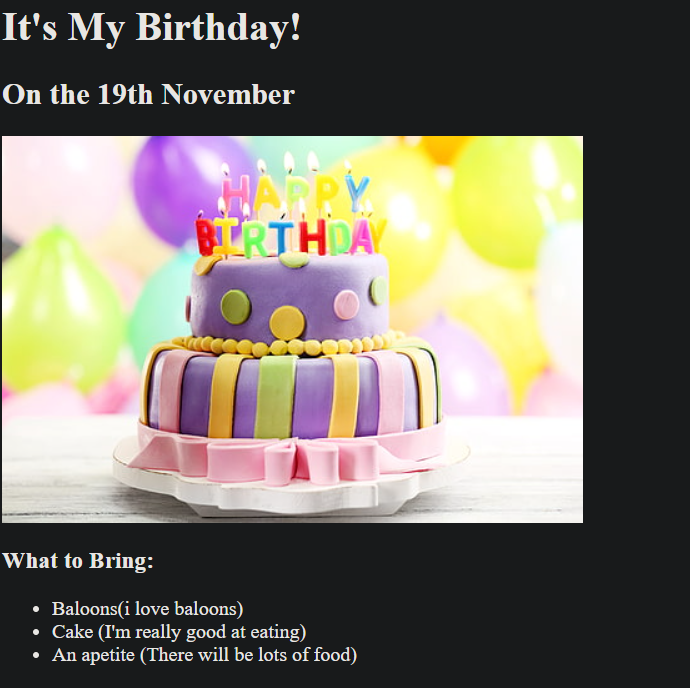 It's My Birthday!
On the 19th November
HAPPY
BIRTHDAY
What to Bring:
Baloons(i love baloons)
Cake (I'm really good at eating)
An apetite (There will be lots of food)